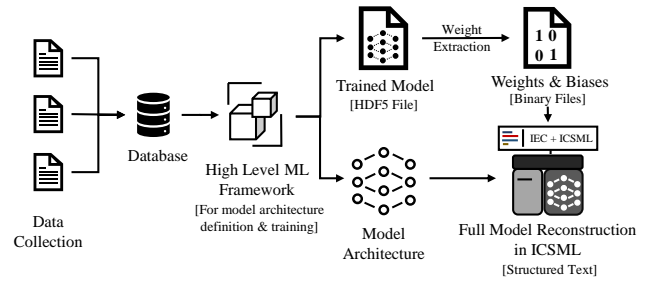 Data
Collection
Database
High Level ML
Framework
[For model architecture
definition & training]
Trained Model
[HDF5 File]
Weight
Extraction
1 0
0 1
Weights & Biases
[Binary Files]
IEC + ICSML
Model
Architecture
Full Model Reconstruction
in ICSML
[Structured Text]